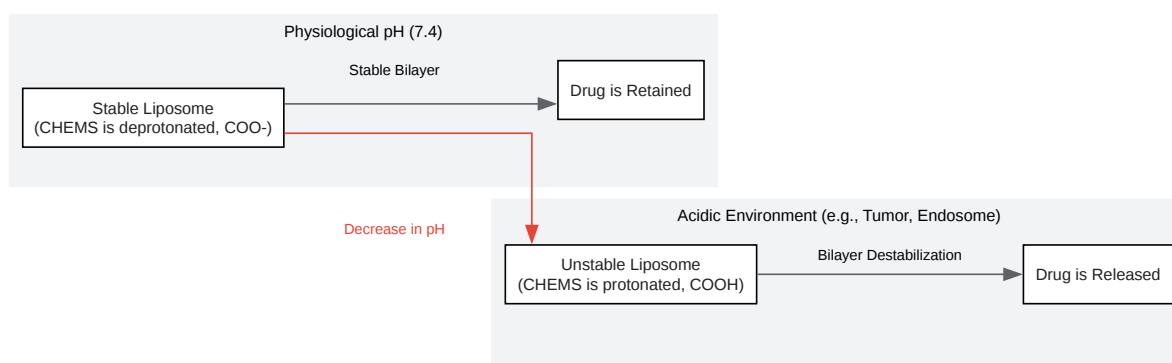 Physiological pH (7.4)
Stable Bilayer
Drug is Retained
Stable Liposome
(CHEMS is deprotonated, COO-)
Decrease in pH
Acidic Environment (e.g., Tumor, Endosome)
Bilayer Destabilization
Unstable Liposome
(CHEMS is protonated, COOH)
Drug is Released